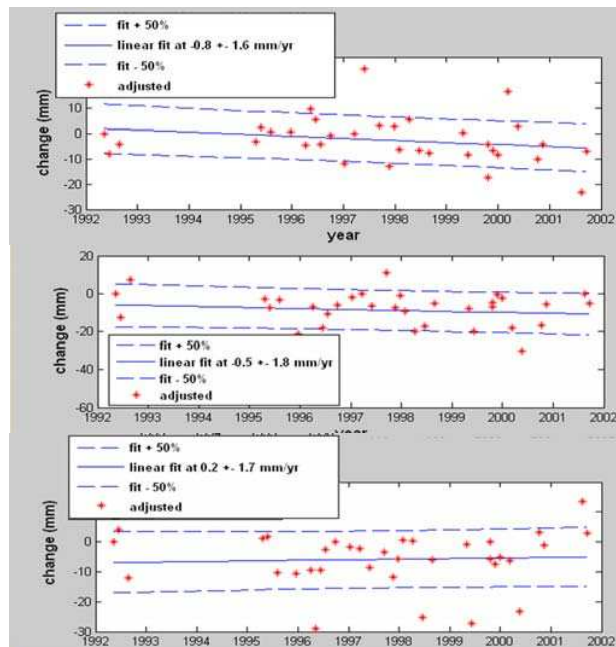 fit + 50%
linear fit at -0.8 +- 1.6 mm/yr
fit - 50%
adjusted
change (mm)
10
0
-10
-20
-30
1992 1993 1994 1995 1996 1997 1998 1999 2000 2001 2002
year
change (mm)
20
0
-20
-40
-60
fit + 50%
linear fit at -0.5 +- 1.8 mm/yr
fit - 50%
adjusted
1992 1993 1994 1995 1996 1997 1998 1999 2000 2001 2002
year
fit + 50%
linear fit at 0.2 +- 1.7 mm/yr
fit - 50%
adjusted
change (mm)
0
-10
-20
-30
1992 1993 1994 1995 1996 1997 1998 1999 2000 2001 2002